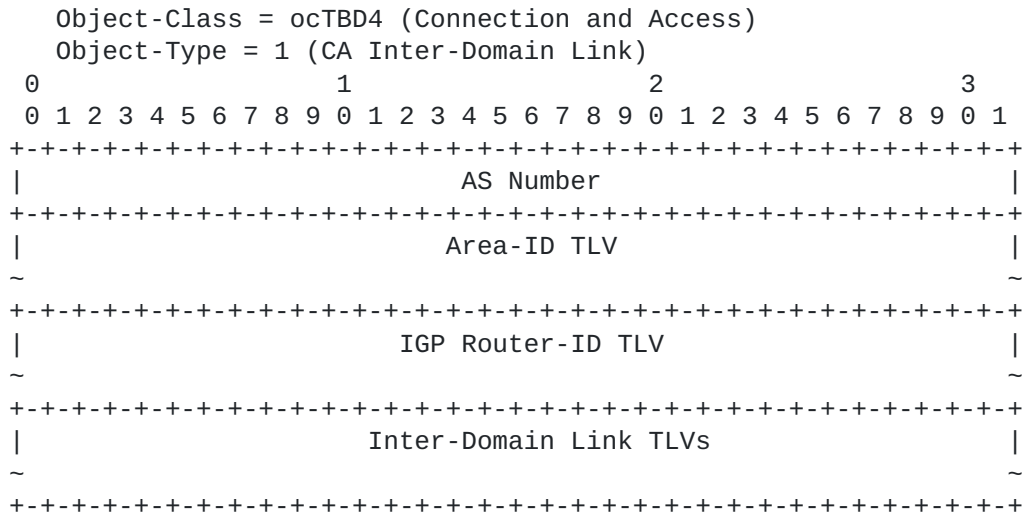 Object-Class = ocTBD4 (Connection and Access)
   Object-Type = 1 (CA Inter-Domain Link)
 0                   1                   2                   3
 0 1 2 3 4 5 6 7 8 9 0 1 2 3 4 5 6 7 8 9 0 1 2 3 4 5 6 7 8 9 0 1
+-+-+-+-+-+-+-+-+-+-+-+-+-+-+-+-+-+-+-+-+-+-+-+-+-+-+-+-+-+-+-+-+
|                            AS Number                          |
+-+-+-+-+-+-+-+-+-+-+-+-+-+-+-+-+-+-+-+-+-+-+-+-+-+-+-+-+-+-+-+-+
|                           Area-ID TLV                         |
~                                                               ~
+-+-+-+-+-+-+-+-+-+-+-+-+-+-+-+-+-+-+-+-+-+-+-+-+-+-+-+-+-+-+-+-+
|                        IGP Router-ID TLV                      |
~                                                               ~
+-+-+-+-+-+-+-+-+-+-+-+-+-+-+-+-+-+-+-+-+-+-+-+-+-+-+-+-+-+-+-+-+
|                      Inter-Domain Link TLVs                   |
~                                                               ~
+-+-+-+-+-+-+-+-+-+-+-+-+-+-+-+-+-+-+-+-+-+-+-+-+-+-+-+-+-+-+-+-+